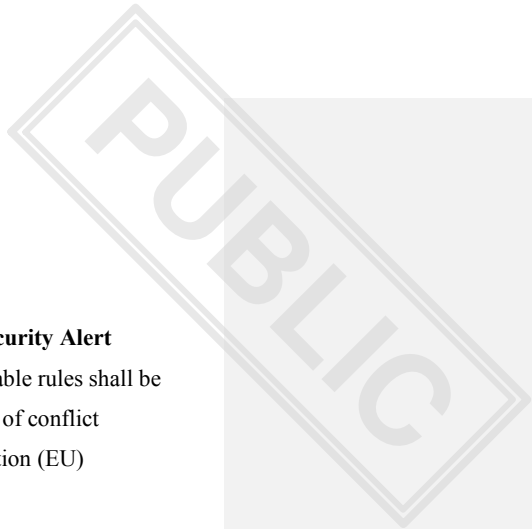 PUBLIC
curity Alert
able rules shall be
of conflict
tion (EU)